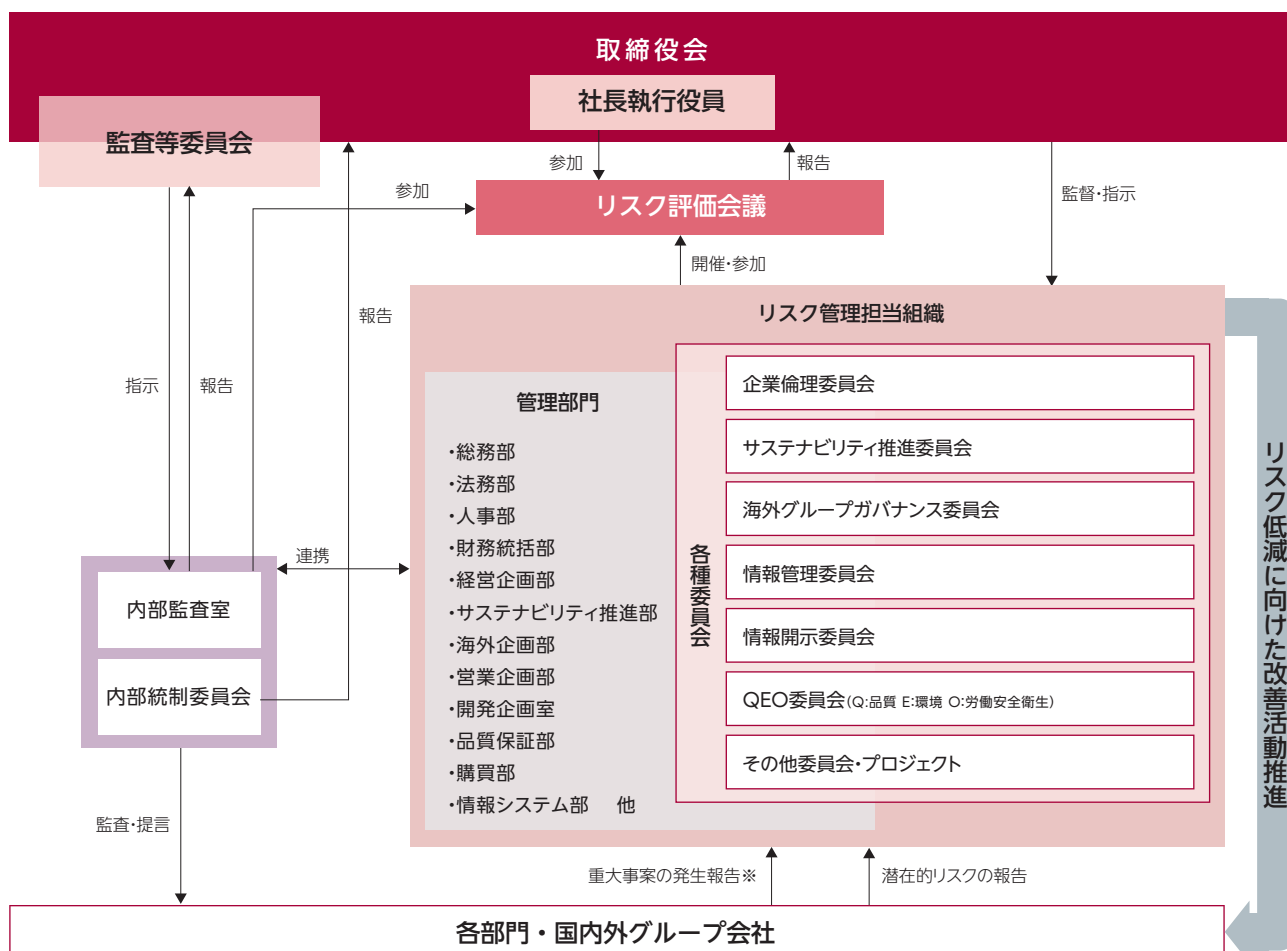 取締役会
社長執行役員
監査等委員会
参加
報告
参加
リスク評価会議
監督・指示
開催・参加
報告
リスク管理担当組織
指示
報告
管理部門
・総務部
・法務部
・人事部
・財務統括部
・経営企画部
・サステナビリティ推進部
・海外企画部
・営業企画部
・開発企画室
・品質保証部
・購買部
・情報システム部 他
各種委員会
企業倫理委員会
サステナビリティ推進委員会
海外グループガバナンス委員会
情報管理委員会
情報開示委員会
QEO委員会(Q:品質 E:環境 O:労働安全衛生)
その他委員会・プロジェクト
リスク低減に向けた改善活動推進
連携
内部監査室
内部統制委員会
監査・提言
重大事案の発生報告※
潜在的リスクの報告
各部門・国内外グループ会社